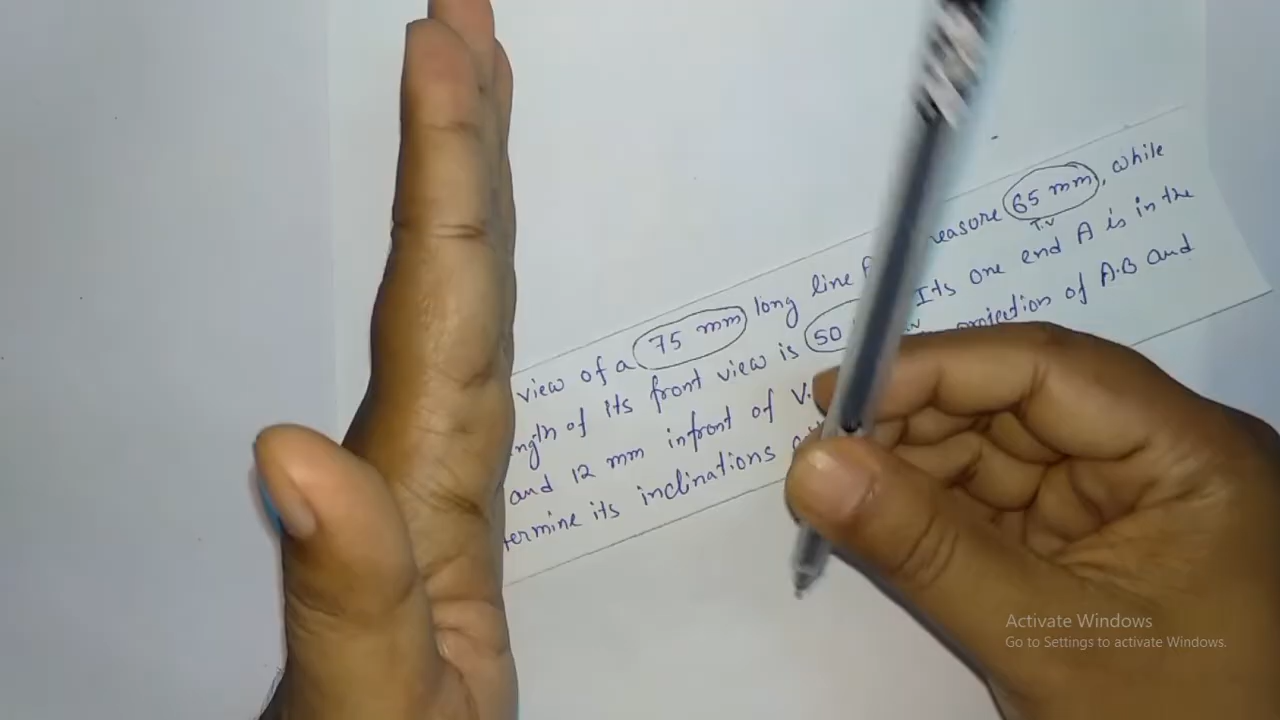 view of a 75 mm long line measure 65 mm, while
T.V
ngth of its front view is 50 Its one end A is in the
and 12 mm infront of V. projection of A.B and
termine its inclinations
Activate Windows
Go to Settings to activate Windows.